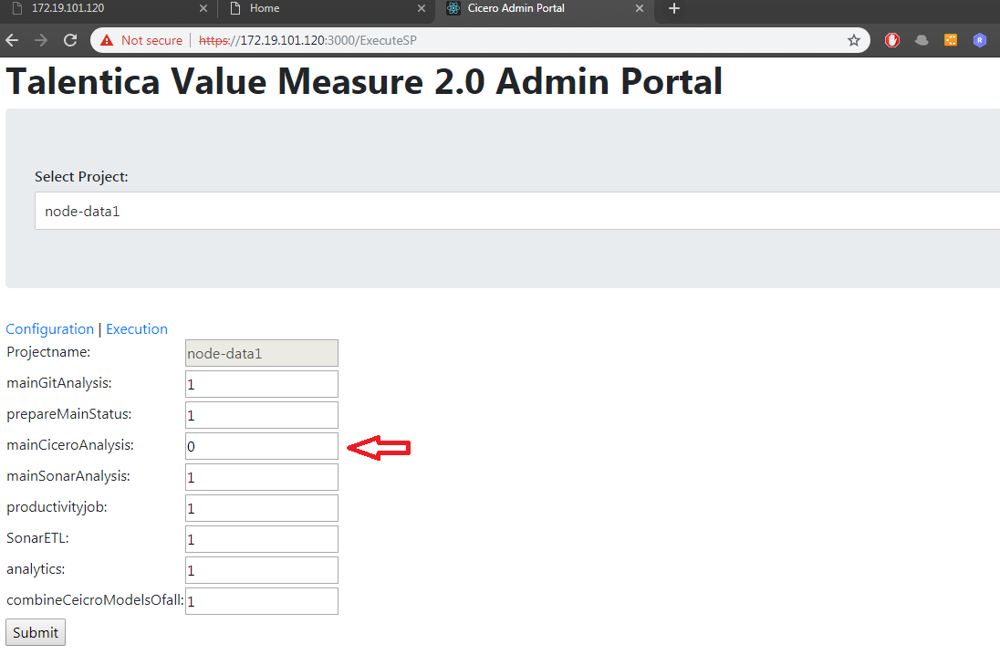 172.19.101.120 Home Cicero Admin Portal
Not secure | https://172.19.101.120:3000/ExecuteSP
Talentica Value Measure 2.0 Admin Portal
Select Project:
node-data1
Configuration | Execution
Projectname: node-data1
mainGitAnalysis: 1
prepareMainStatus: 1
mainCiceroAnalysis: 0
mainSonarAnalysis: 1
productivityjob: 1
SonarETL: 1
analytics: 1
combineCeicroModelsOfall: 1
Submit